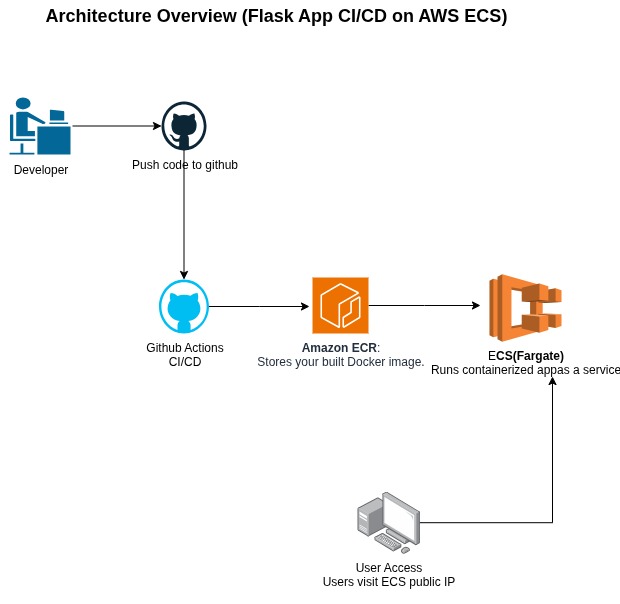 Architecture Overview (Flask App CI/CD on AWS ECS)
Developer
Push code to github
Github Actions
CI/CD
Amazon ECR:
Stores your built Docker image.
ECS(Fargate)
Runs containerized appas a service
User Access
Users visit ECS public IP